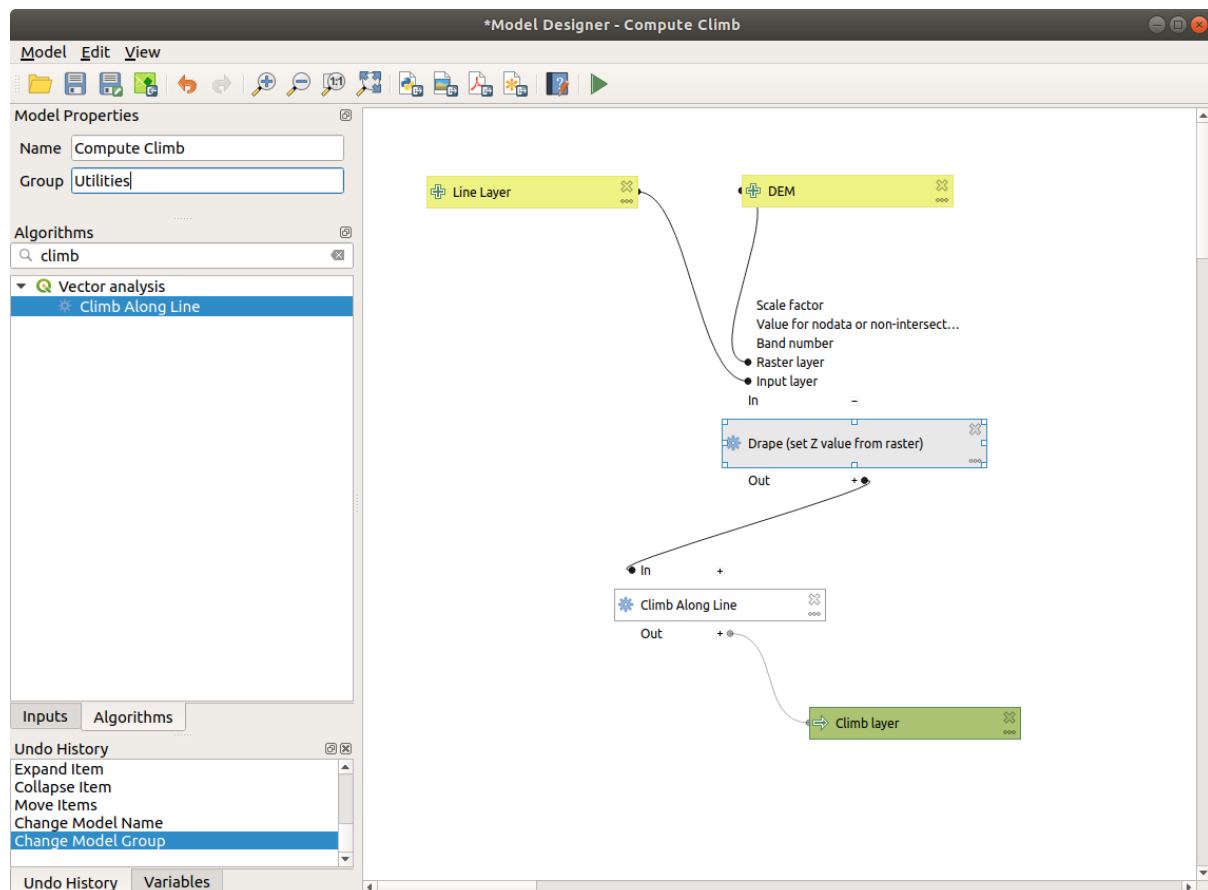 *Model Designer - Compute Climb
Model Edit View
1:1
Model Properties
Name Compute Climb
Group Utilities
Algorithms
climb
Vector analysis
Climb Along Line
Inputs Algorithms
Undo History
Expand Item
Collapse Item
Move Items
Change Model Name
Change Model Group
Undo History Variables
Line Layer
DEM
Scale factor
Value for nodata or non-intersect...
Band number
Raster layer
Input layer
In -
Drape (set Z value from raster)
Out +
In +
Climb Along Line
Out +
Climb layer